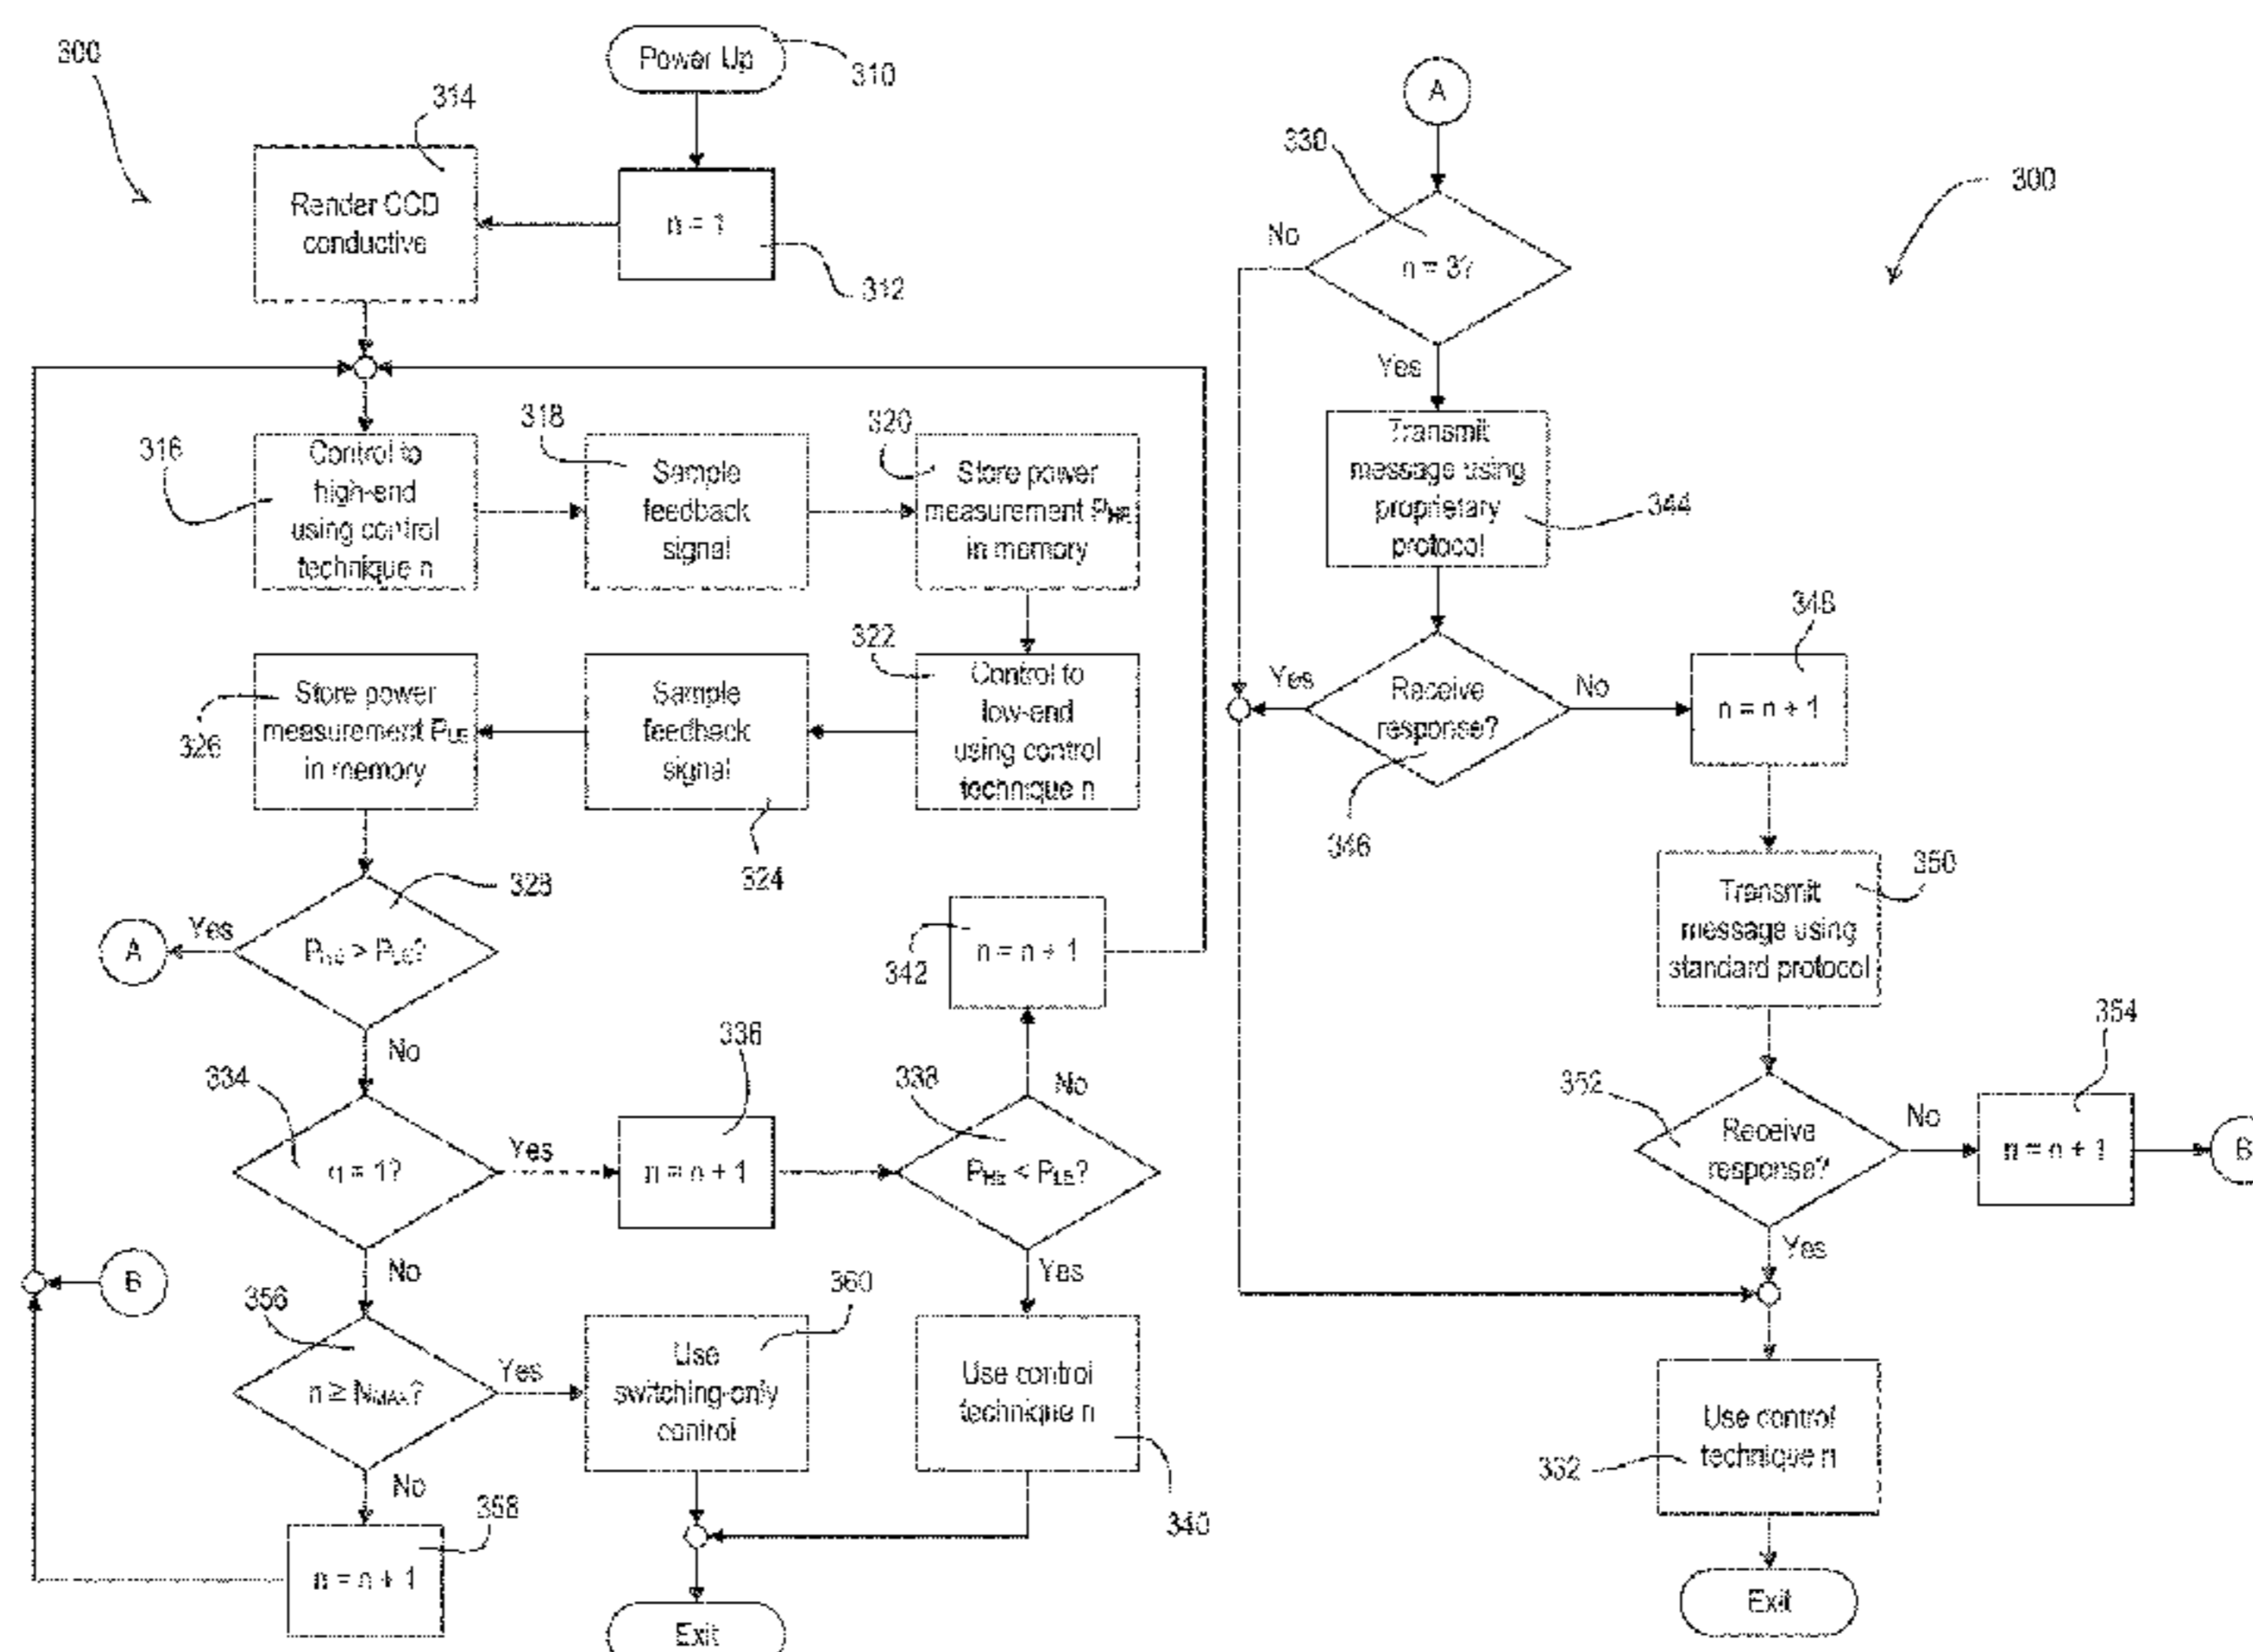 300
Power Up
310
314
Render CCD
conductive
n = 1
312
316
Control to
high-end
using control
technique n
318
Sample
feedback
signal
320
Store power
measurement PHE
in memory
322
Control to
low-end
using control
technique n
Sample
feedback
signal
324
Store power
measurement PLE
in memory
326
328
PHE > PLE?
Yes
A
No
334
n = 1?
Yes
336
n = n + 1
338
PHE < PLE?
No
342
n = n + 1
Yes
Use control
technique n
340
No
B
356
n ≥ NMAX?
Yes
360
Use
switching-only
control
No
358
n = n + 1
Exit
A
300
330
n = 3?
No
Yes
Transmit
message using
proprietary
protocol
344
Receive
response?
346
Yes
No
348
n = n + 1
350
Transmit
message using
standard protocol
352
Receive
response?
No
354
n = n + 1
B
Yes
Use control
technique n
332
Exit